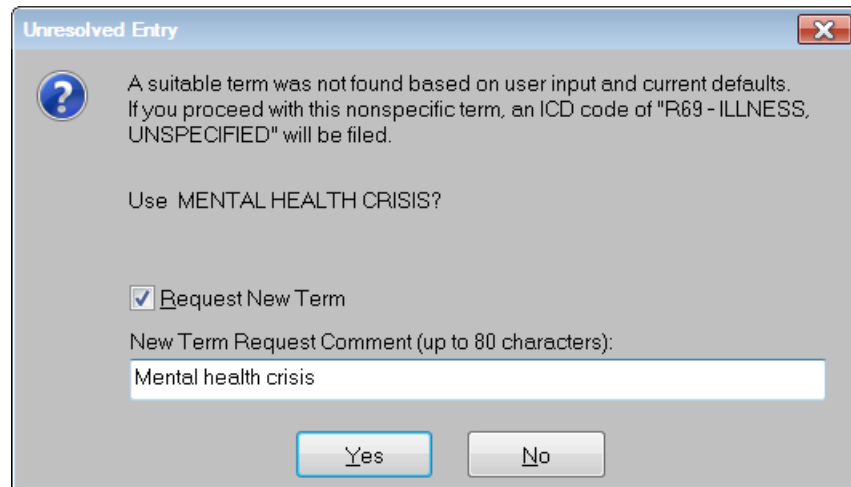 Unresolved Entry
A suitable term was not found based on user input and current defaults.
If you proceed with this nonspecific term, an ICD code of "R69 - ILLNESS,
UNSPECIFIED" will be filed.
Use MENTAL HEALTH CRISIS?
Request New Term
New Term Request Comment (up to 80 characters):
Mental health crisis
Yes
No